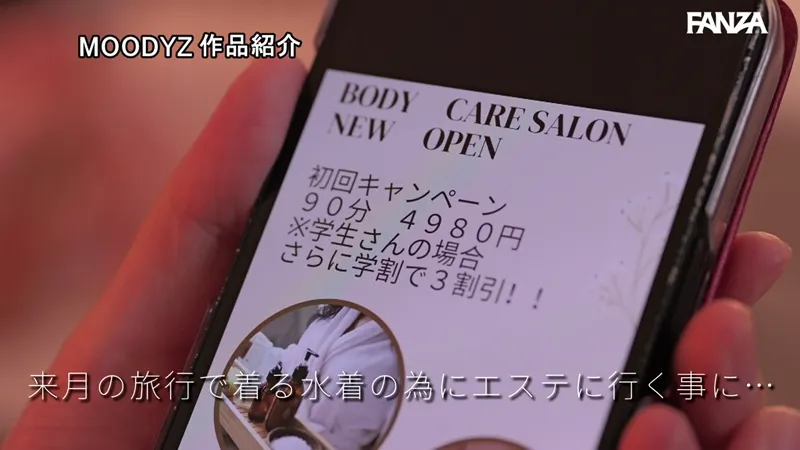 MOODYZ 作品紹介
FANZA
BODY CARE SALON
NEW OPEN
初回キャンペーン
９０分 ４９８０円
※学生さんの場合
さらに学割で３割引！！
来月の旅行で着る水着の為にエステに行く事に…